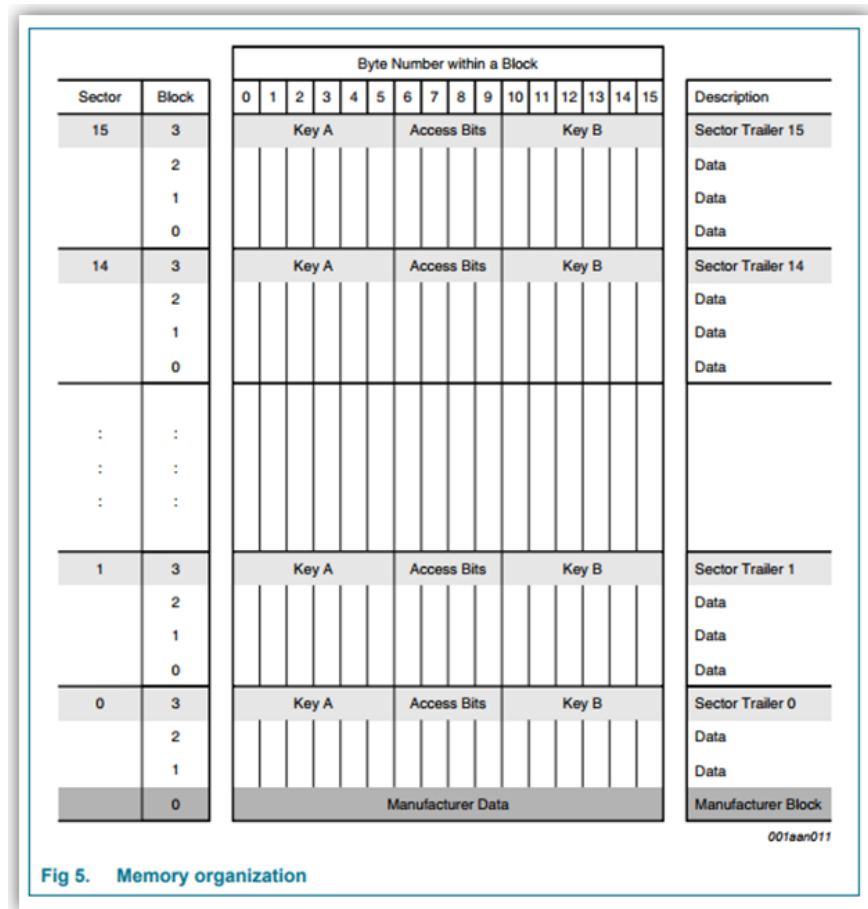 Byte Number within a Block
Sector Block 0 1 2 3 4 5 6 7 8 9 10 11 12 13 14 15 Description
15 3 Key A Access Bits Key B Sector Trailer 15
2 Data
1 Data
0 Data
14 3 Key A Access Bits Key B Sector Trailer 14
2 Data
1 Data
0 Data
: :
: :
: :
1 3 Key A Access Bits Key B Sector Trailer 1
2 Data
1 Data
0 Data
0 3 Key A Access Bits Key B Sector Trailer 0
2 Data
1 Data
0 Manufacturer Data Manufacturer Block
001aan011
Fig 5. Memory organization